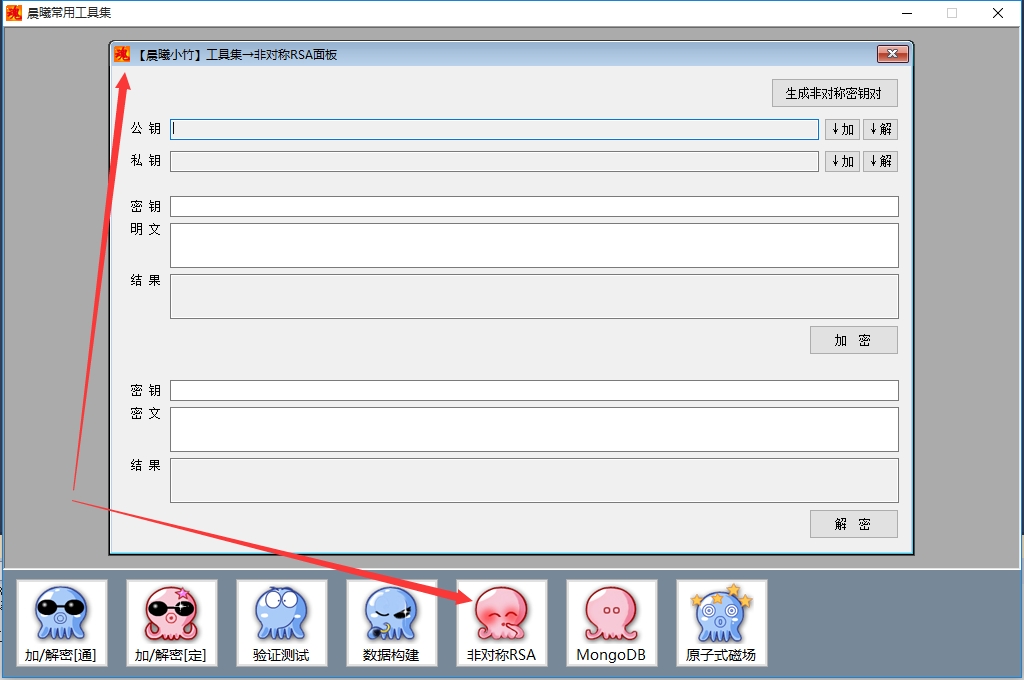 魂 晨曦常用工具集
魂 【晨曦小竹】工具集→非对称RSA面板
生成非对称密钥对
公 钥
↓加 ↓解
私 钥
↓加 ↓解
密 钥
明 文
结 果
加 密
密 钥
密 文
结 果
解 密
加/解密[通] 加/解密[定] 验证测试 数据构建 非对称RSA MongoDB 原子式磁场